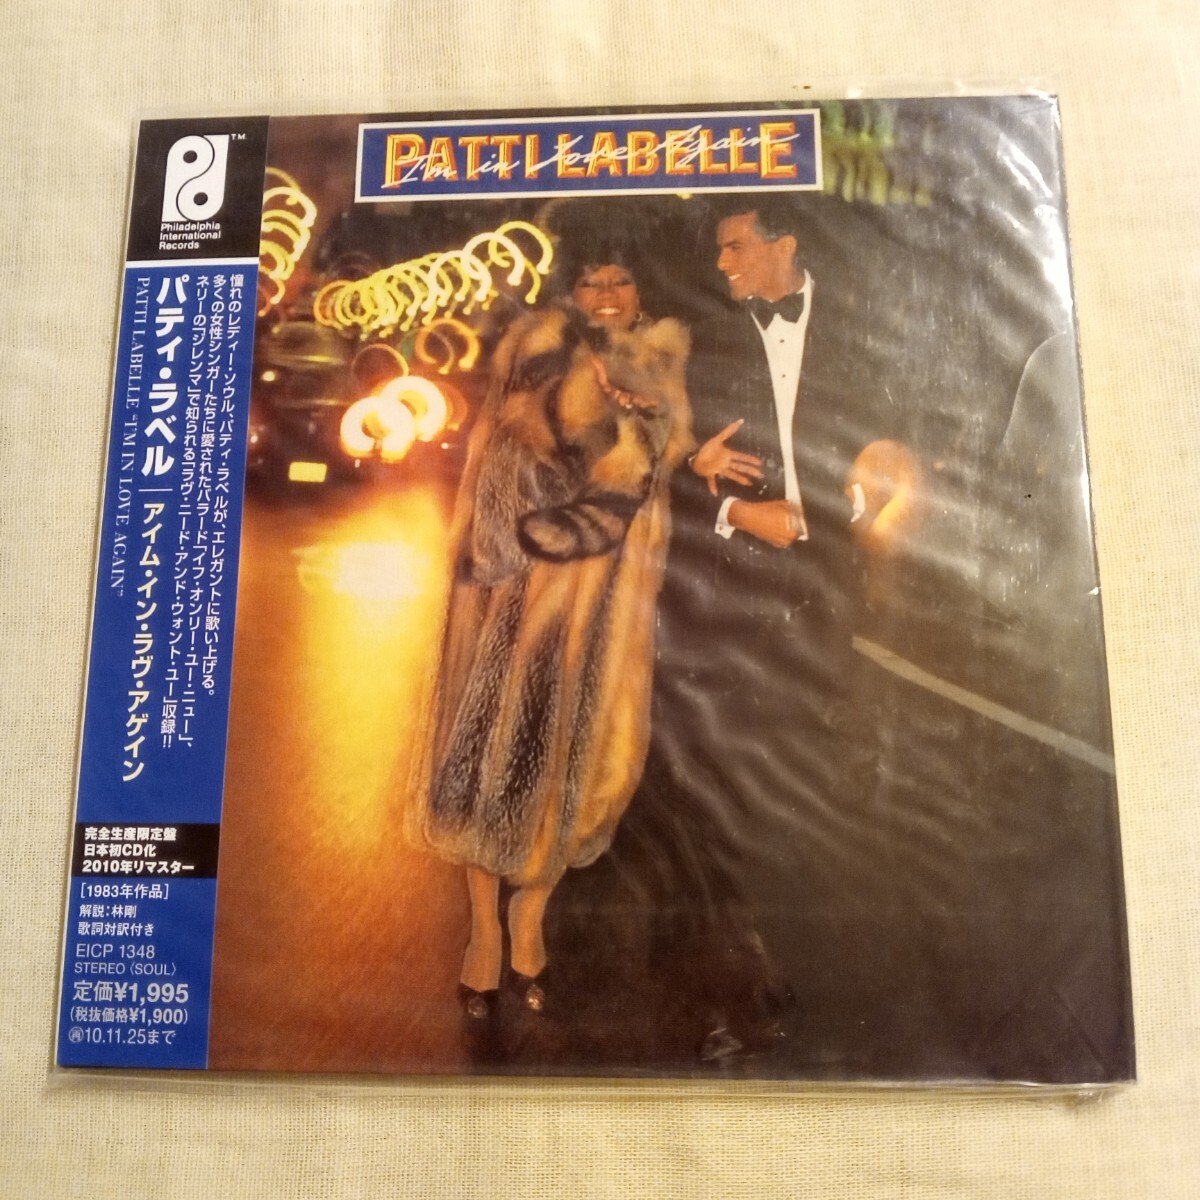 TM
Philadelphia
International
Records
PATTI LABELLE
I'm in Love Again
憧れのレディー・ソウル、パティ・ラベルが、エレガントに歌い上げる。
多くの女性シンガーたちに愛されたバラード「イフ・オンリー・ユー・ニュー」、
ネリーの「ジレンマ」で知られる「ラヴ・ニード・アンド・ウォント・ユー」収録!!
パティ・ラベル｜アイム・イン・ラヴ・アゲイン
PATTI LABELLE "I'M IN LOVE AGAIN"
完全生産限定盤
日本初CD化
2010年リマスター
［1983年作品］
解説：林剛
歌詞対訳付き
EICP 1348
STEREO〈SOUL〉
定価¥1,995
(税抜価格¥1,900)
㋱10.11.25まで